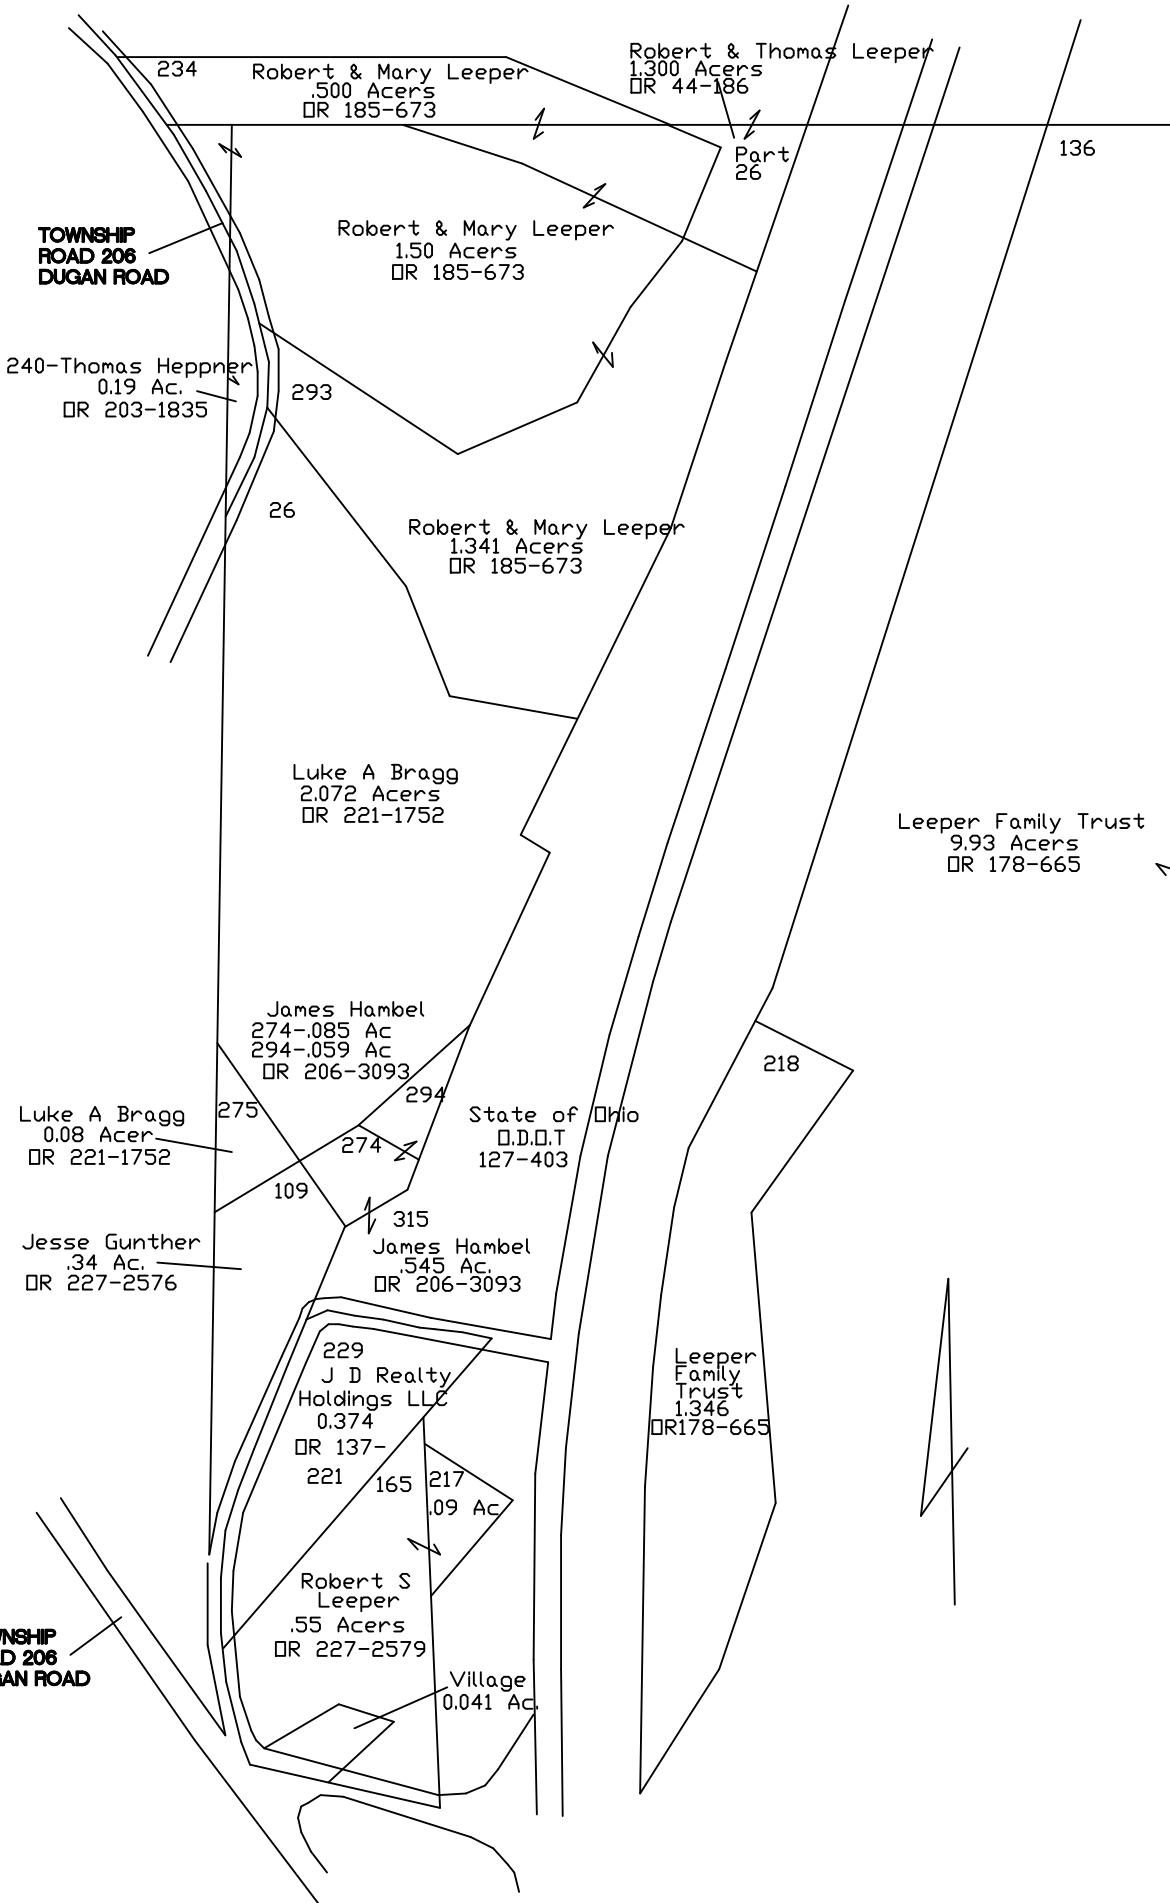 234
Robert & Mary Leeper
.500 Acers
OR 185-673
Robert & Thomas Leeper
1.300 Acers
OR 44-186
Part
26
136
TOWNSHIP
ROAD 206
DUGAN ROAD
Robert & Mary Leeper
1.50 Acers
OR 185-673
240-Thomas Heppner
0.19 Ac.
OR 203-1835
293
26
Robert & Mary Leeper
1.341 Acers
OR 185-673
Luke A Bragg
2.072 Acers
OR 221-1752
Leeper Family Trust
9.93 Acers
OR 178-665
James Hambel
274-.085 Ac
294-.059 Ac
OR 206-3093
218
294
275
Luke A Bragg
0.08 Acer
OR 221-1752
State of Ohio
O.D.O.T
127-403
274
109
315
Jesse Gunther
.34 Ac.
OR 227-2576
James Hambel
.545 Ac.
OR 206-3093
229
J D Realty
Holdings LLC
0.374
OR 137-
221
Leeper
Family
Trust
1.346
OR178-665
165
217
.09 Ac
Robert S
Leeper
.55 Acers
OR 227-2579
WNSHIP
D 206
GAN ROAD
Village
0.041 Ac.